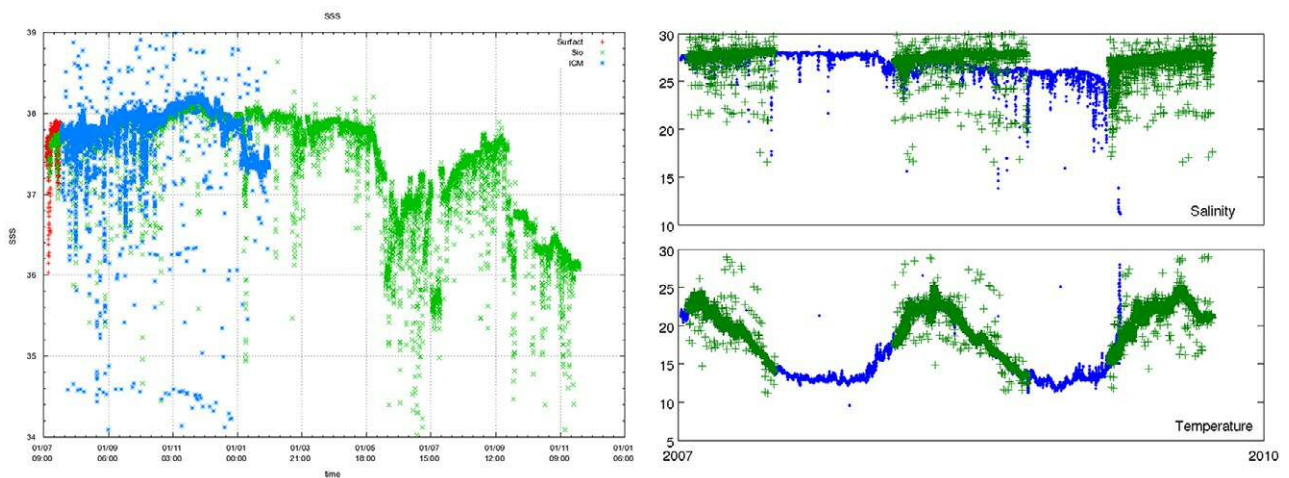 SSS
39
38
37
36
35
34
SSS
Surfact
Sio
ICM
01/07 01/09 01/11 01/01 01/03 01/05 01/07 01/09 01/11 01/01
09:00 06:00 03:00 00:00 21:00 18:00 15:00 12:00 09:00 06:00
time
30
25
20
15
10
Salinity
30
25
20
15
10
5
Temperature
2007 2010